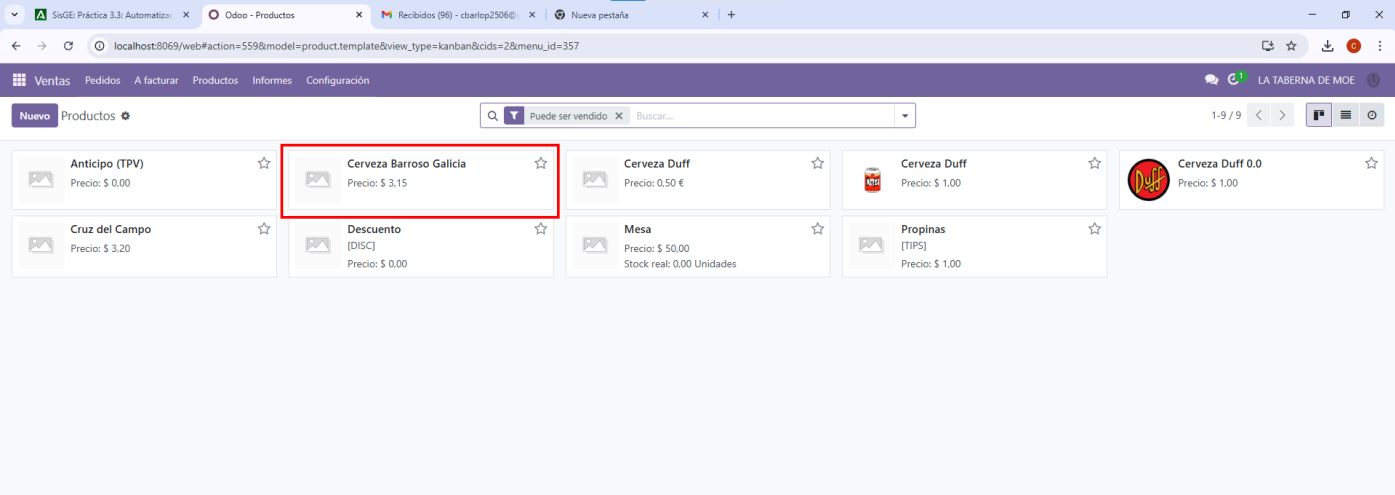 SisGE: Práctica 3.3: Automatizac
Odoo - Productos
Recibidos (96) - cbarlop2506@g
Nueva pestaña
localhost:8069/web#action=559&model=product.template&view_type=kanban&cids=2&menu_id=357
C
Ventas Pedidos A facturar Productos Informes Configuración
1
LA TABERNA DE MOE
Nuevo Productos
Puede ser vendido
Buscar...
1-9 / 9
Anticipo (TPV)
Precio: $ 0,00
Cerveza Barroso Galicia
Precio: $ 3,15
Cerveza Duff
Precio: 0,50 €
Cerveza Duff
Precio: $ 1,00
Duff
Cerveza Duff 0.0
Precio: $ 1,00
Duff
Cruz del Campo
Precio: $ 3,20
Descuento
[DISC]
Precio: $ 0,00
Mesa
Precio: $ 50,00
Stock real: 0,00 Unidades
Propinas
[TIPS]
Precio: $ 1,00